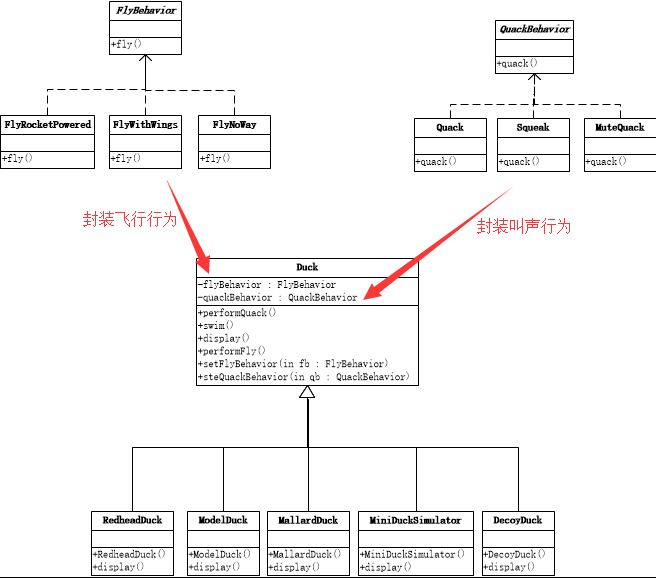 FlyBehavior
+fly()
QuackBehavior
+quack()
FlyRocketPowered
+fly()
FlyWithWings
+fly()
FlyNoWay
+fly()
Quack
+quack()
Squeak
+quack()
MuteQuack
+quack()
封装飞行行为
封装叫声行为
Duck
-flyBehavior : FlyBehavior
-quackBehavior : QuackBehavior
+performQuack()
+swim()
+display()
+performFly()
+setFlyBehavior(in fb : FlyBehavior)
+steQuackBehavior(in qb : QuackBehavior)
RedheadDuck
+RedheadDuck()
+display()
ModelDuck
+ModelDuck()
+display()
MallardDuck
+MallardDuck()
+display()
MiniDuckSimulator
+MiniDuckSimulator()
+display()
DecoyDuck
+DecoyDuck()
+display()